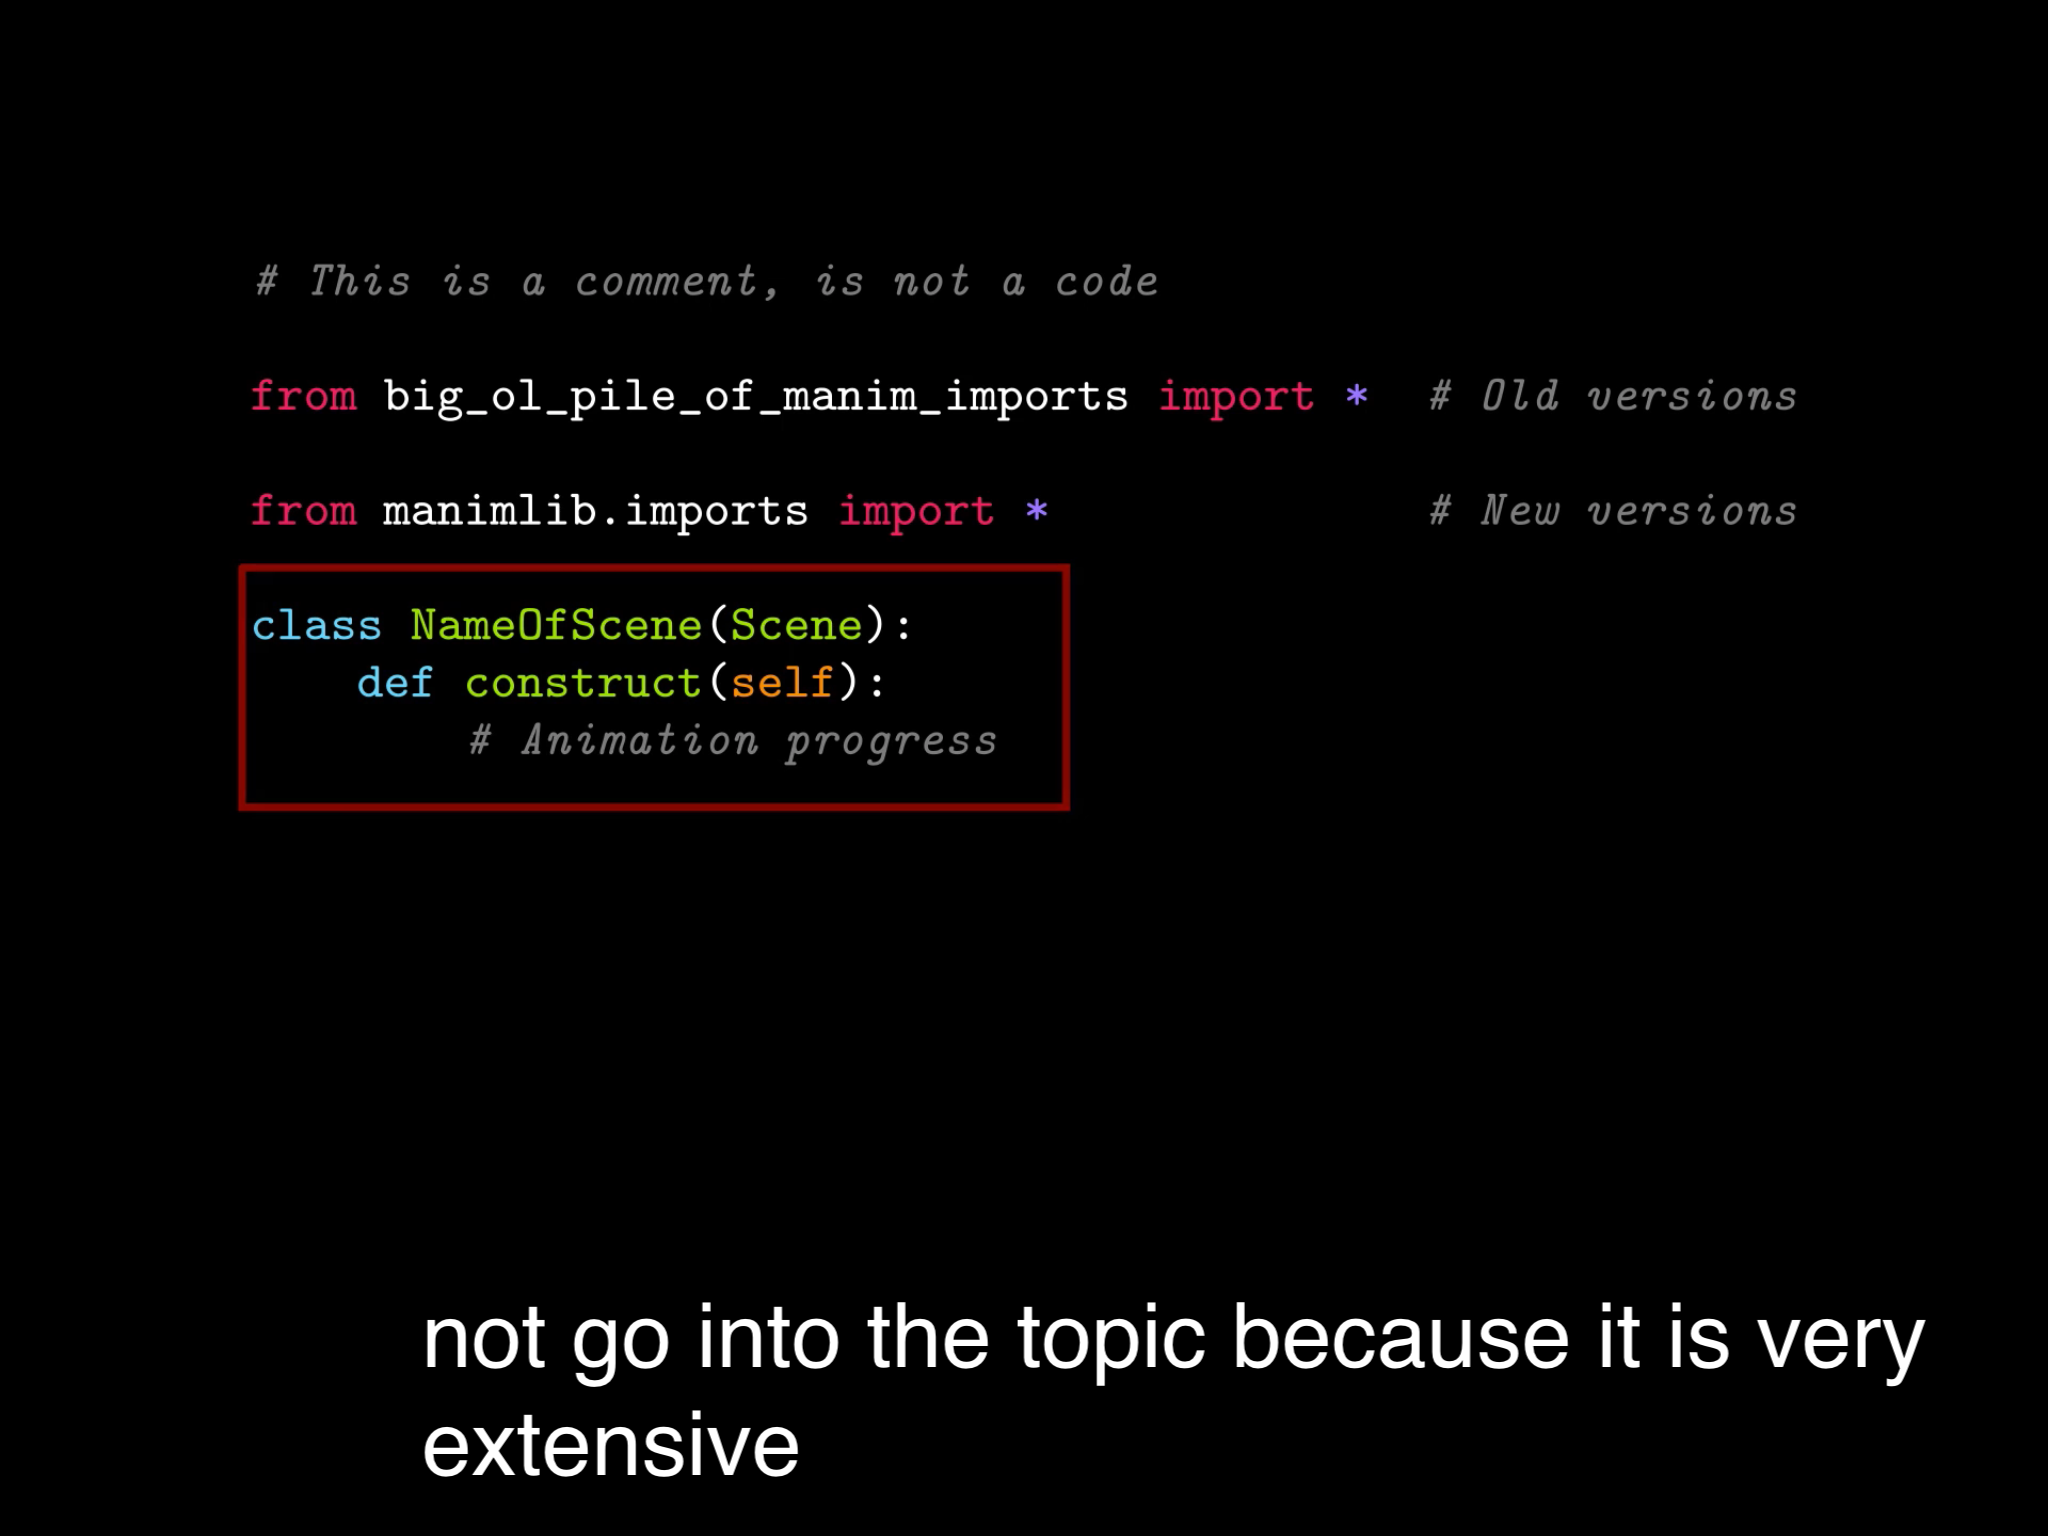 # This is a comment, is not a code
from big_ol_pile_of_manim_imports import * # Old versions
from manimlib.imports import * # New versions
class NameOfScene(Scene):
def construct(self):
# Animation progress
not go into the topic because it is very
extensive